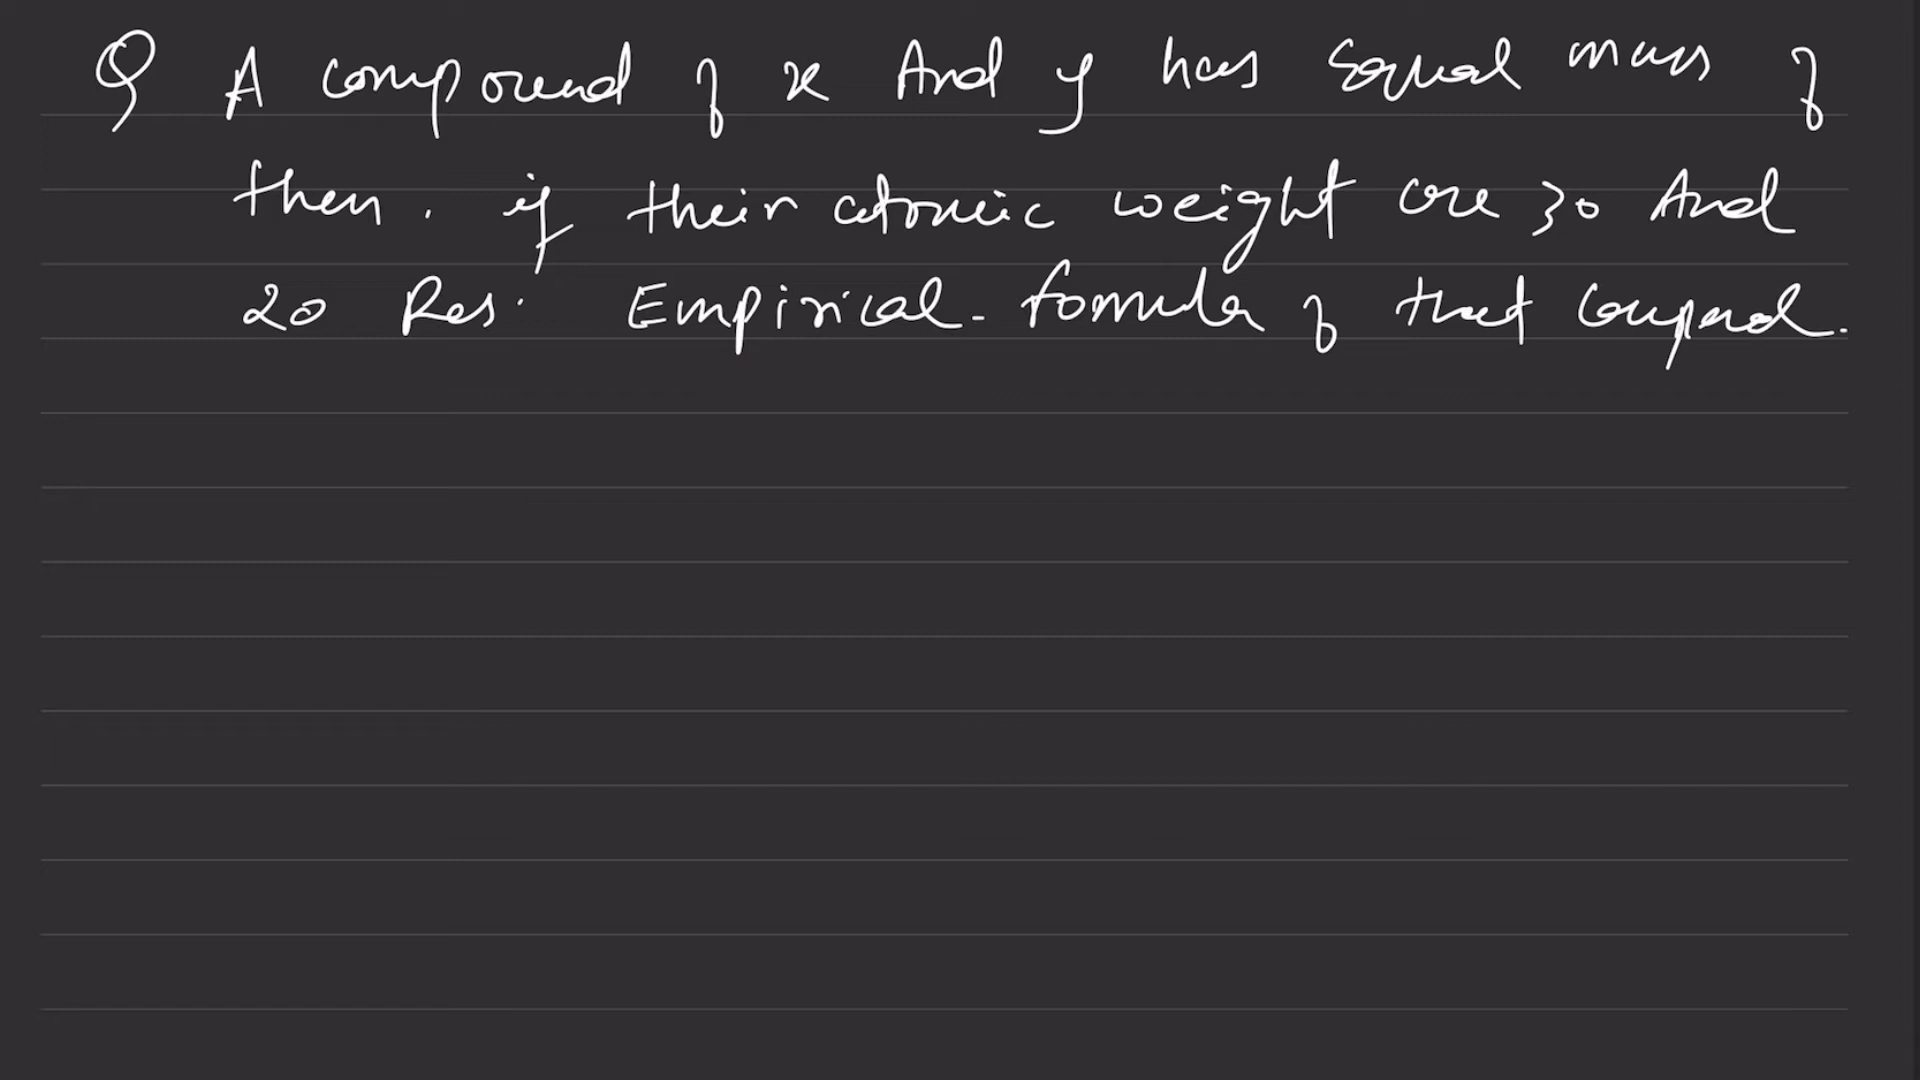 Q A compound of x And y has Equal mass of
then. if their atomic weight are 30 And
20 Res. Empirical formula of that compound.